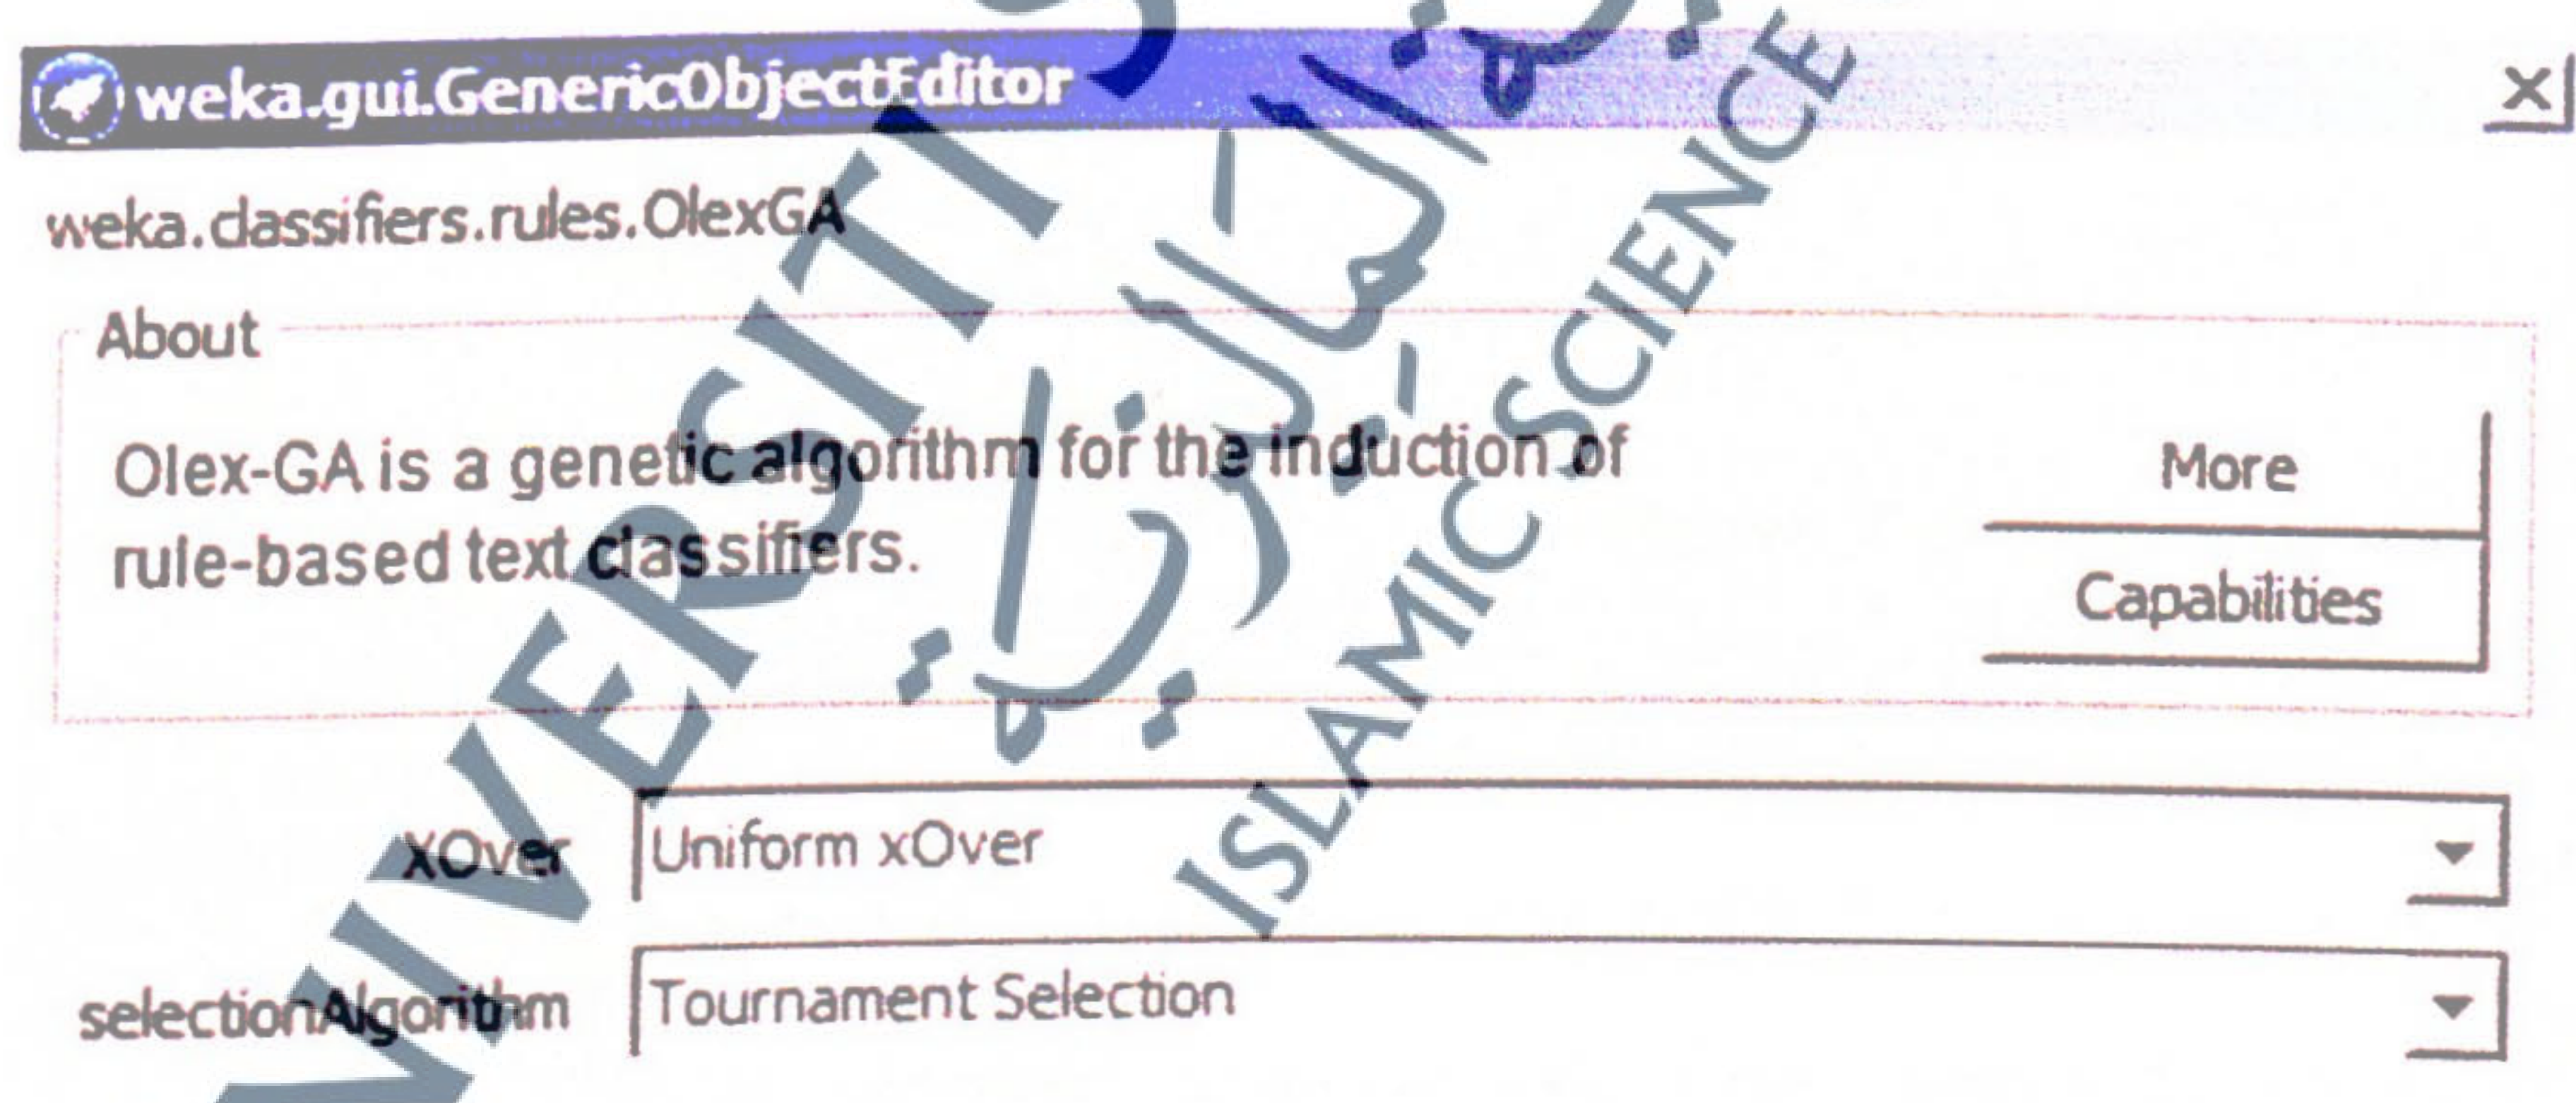 weka.gui.GenericObjectEditor
weka.classifiers.rules.OlexGA
About
Olex-GA is a genetic algorithm for the induction of
rule-based text classifiers.
More
Capabilities
XOver
Uniform xOver
selectionAlgorithm
Tournament Selection
ISLAMIC SCIENCE